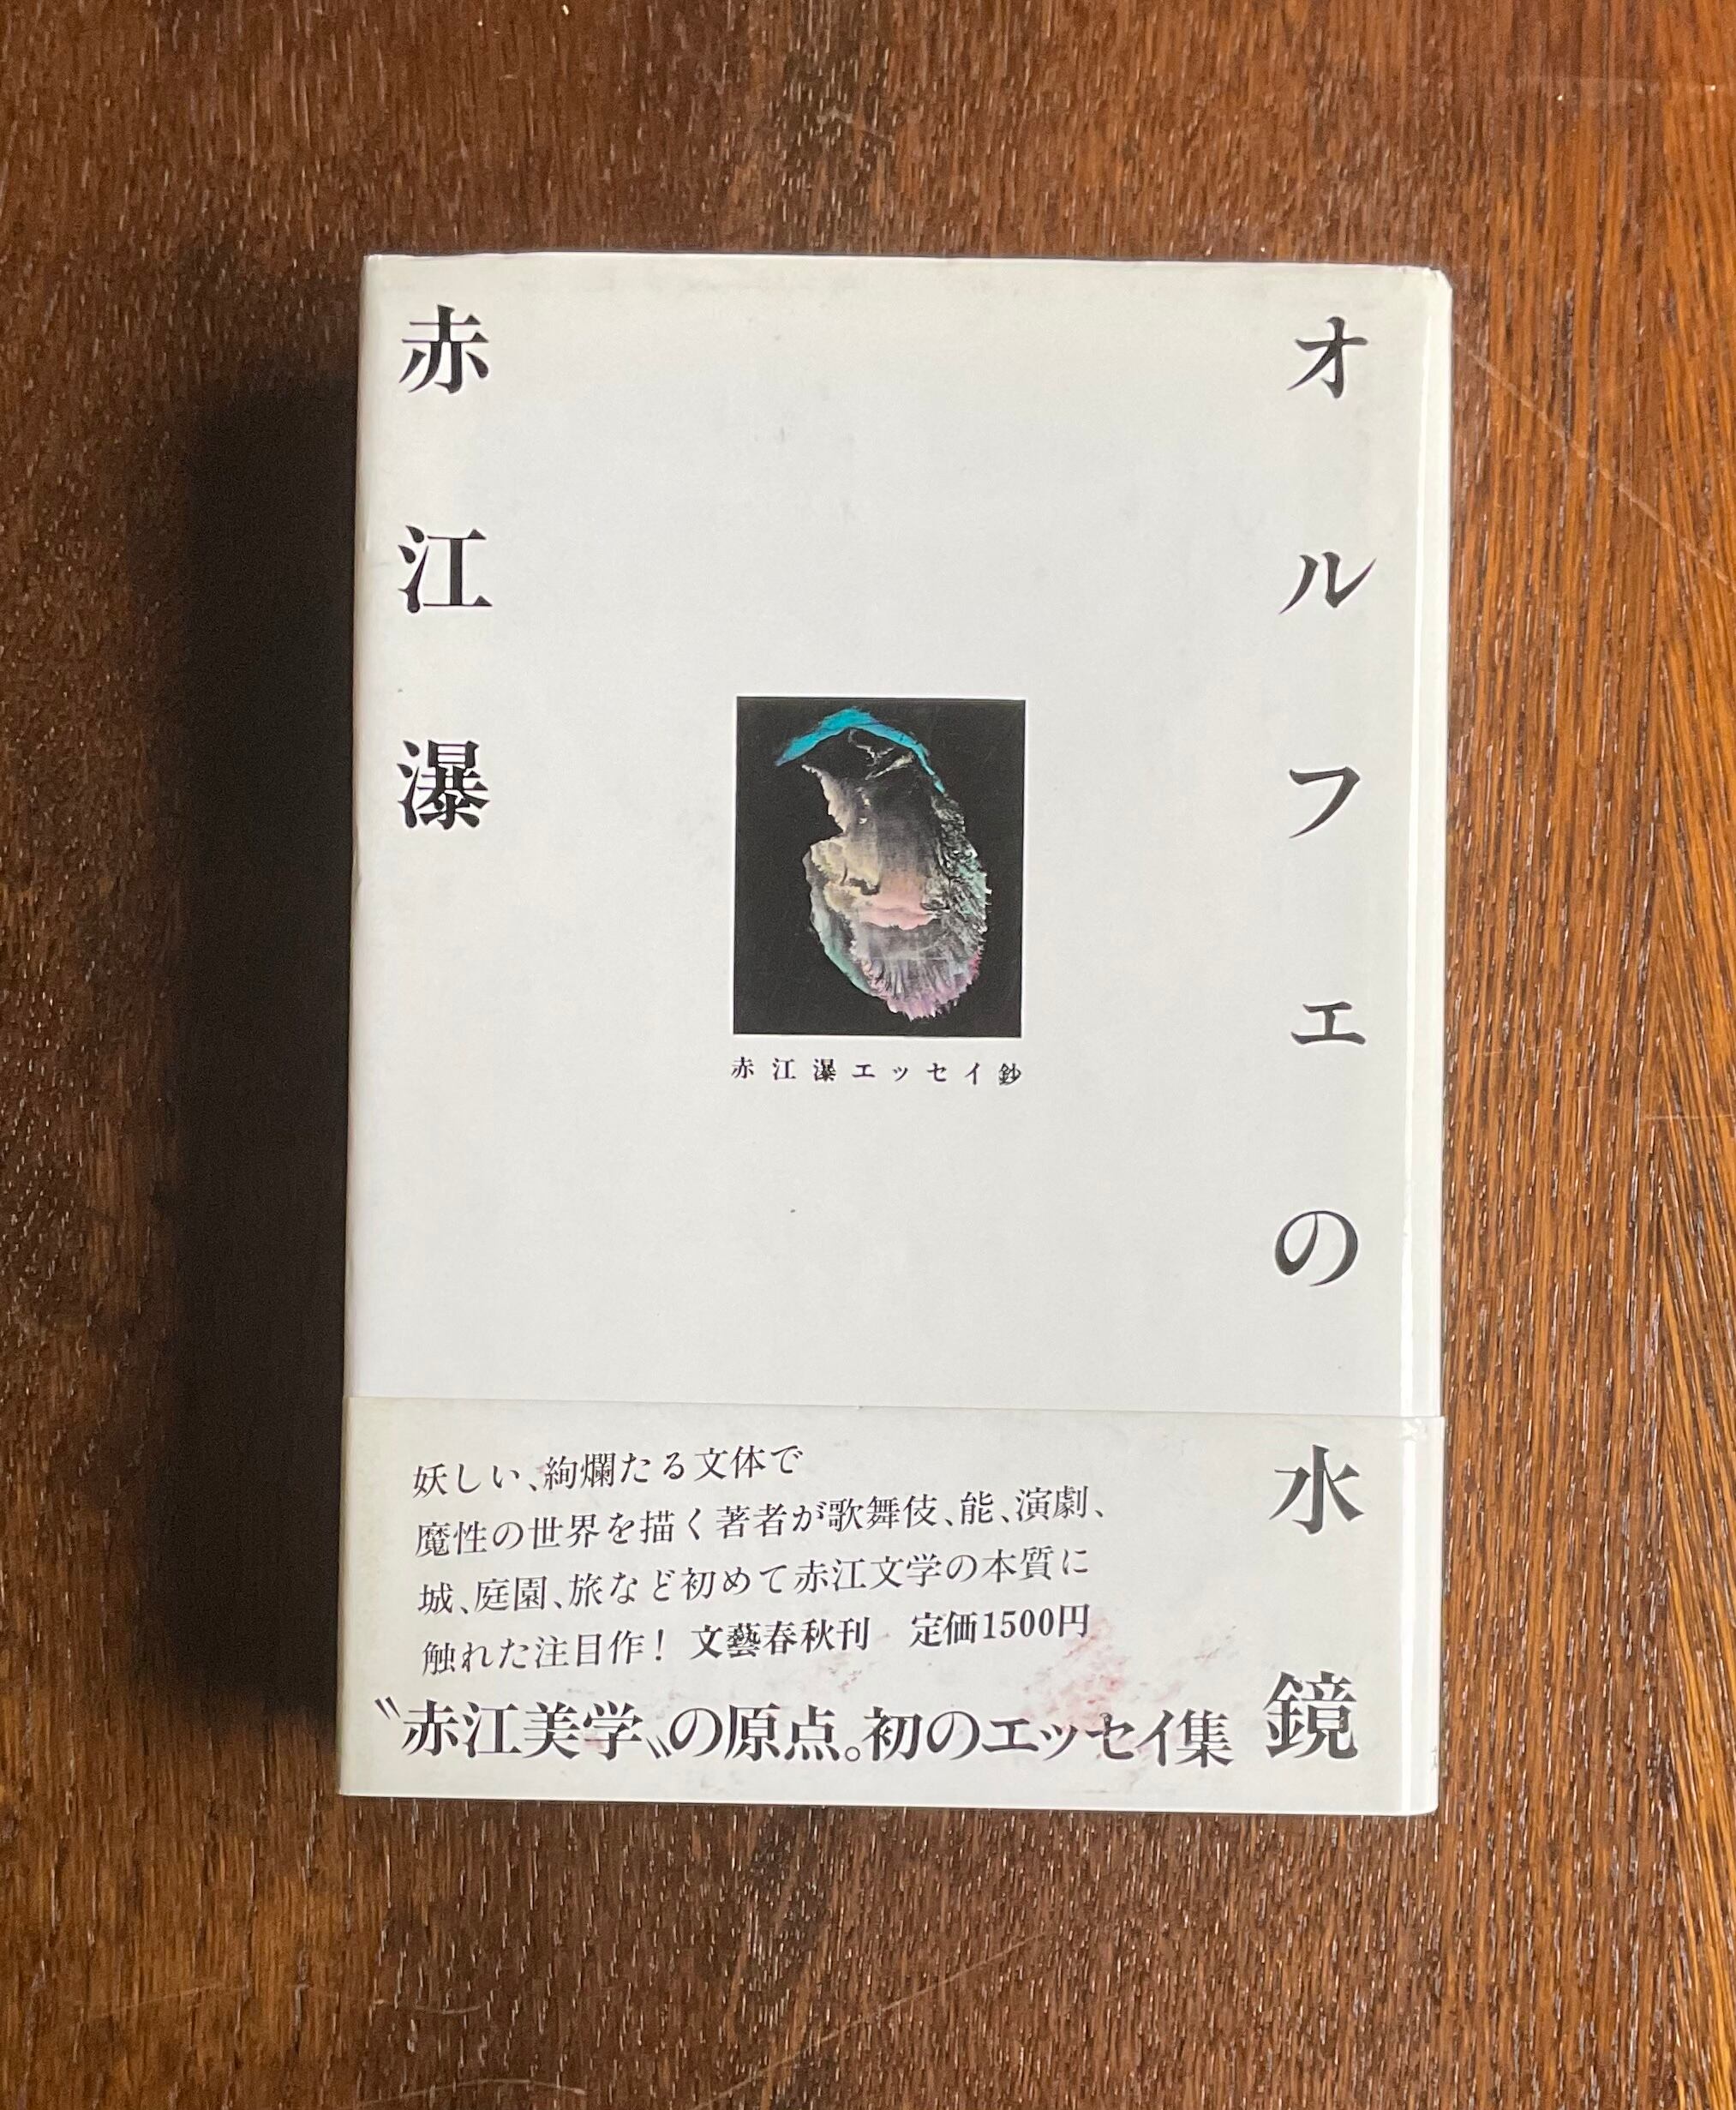 オルフェの水鏡
赤江瀑
赤江瀑エッセイ鈔
妖しい、絢爛たる文体で
魔性の世界を描く著者が歌舞伎、能、演劇、
城、庭園、旅など初めて赤江文学の本質に
触れた注目作！ 文藝春秋刊　定価1500円
〝赤江美学〟の原点。初のエッセイ集